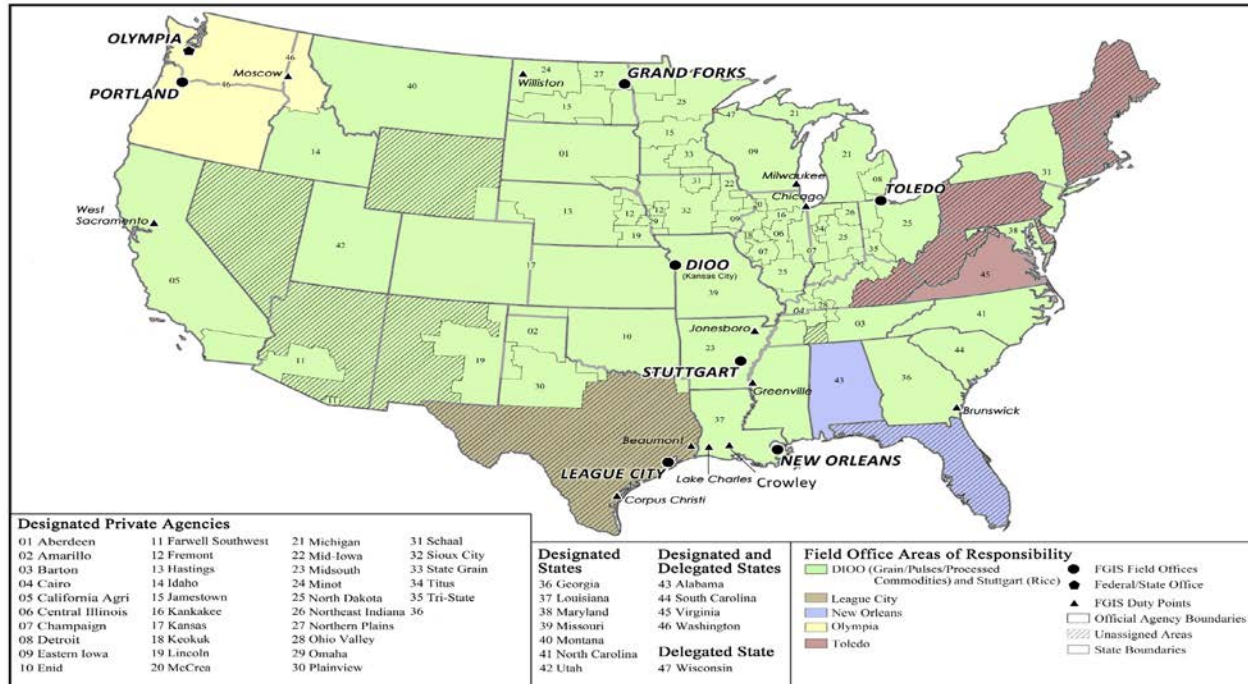 OLYMPIA
Moscow
46
46
PORTLAND
40
Williston
24
27
GRAND FORKS
15
25
14
01
15
33
47
21
09
21
08
Milwaukee
Chicago
TOLEDO
31
West
Sacramento
05
42
13
12
12
19
31
22
32
09
20
16
18
06
07
07
25
34
26
25
35
25
38
45
17
DIOO
(Kansas City)
39
04
28
03
41
Jonesboro
11
11
19
02
10
30
23
STUTTGART
Greenville
43
36
44
Brunswick
37
Beaumont
LEAGUE CITY
Lake Charles
Crowley
NEW ORLEANS
Corpus Christi
Designated Private Agencies
01 Aberdeen
02 Amarillo
03 Barton
04 Cairo
05 California Agri
06 Central Illinois
07 Champaign
08 Detroit
09 Eastern Iowa
10 Enid
11 Farwell Southwest
12 Fremont
13 Hastings
14 Idaho
15 Jamestown
16 Kankakee
17 Kansas
18 Keokuk
19 Lincoln
20 McCrea
21 Michigan
22 Mid-Iowa
23 Midsouth
24 Minot
25 North Dakota
26 Northeast Indiana
27 Northern Plains
28 Ohio Valley
29 Omaha
30 Plainview
31 Schaal
32 Sioux City
33 State Grain
34 Titus
35 Tri-State
36
Designated
States
36 Georgia
37 Louisiana
38 Maryland
39 Missouri
40 Montana
41 North Carolina
42 Utah
Designated and
Delegated States
43 Alabama
44 South Carolina
45 Virginia
46 Washington
Delegated State
47 Wisconsin
Field Office Areas of Responsibility
DIOO (Grain/Pulses/Processed
Commodities) and Stuttgart (Rice)
League City
New Orleans
Olympia
Toledo
FGIS Field Offices
Federal/State Office
FGIS Duty Points
Official Agency Boundaries
Unassigned Areas
State Boundaries